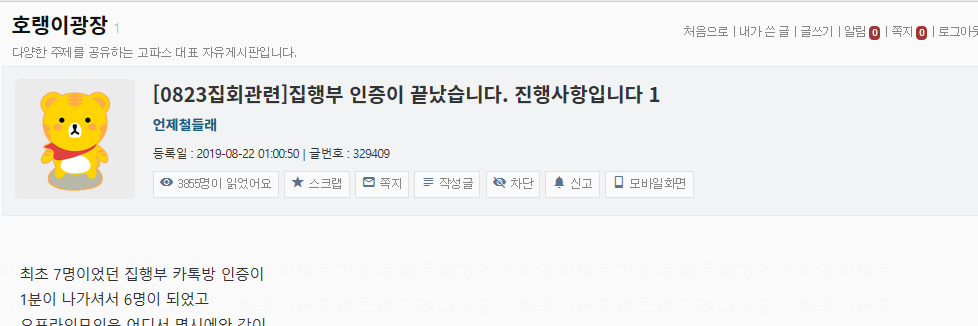 호랭이광장 1
처음으로 | 내가 쓴 글 | 글쓰기 | 알림 0 | 쪽지 0 | 로그아웃
다양한 주제를 공유하는 고파스 대표 자유게시판입니다.
[0823집회관련]집행부 인증이 끝났습니다. 진행사항입니다 1
언제철들래
등록일 : 2019-08-22 01:00:50 | 글번호 : 329409
3855명이 읽었어요 스크랩 쪽지 작성글 차단 신고 모바일화면
최초 7명이었던 집행부 카톡방 인증이
1분이 나가셔서 6명이 되었고